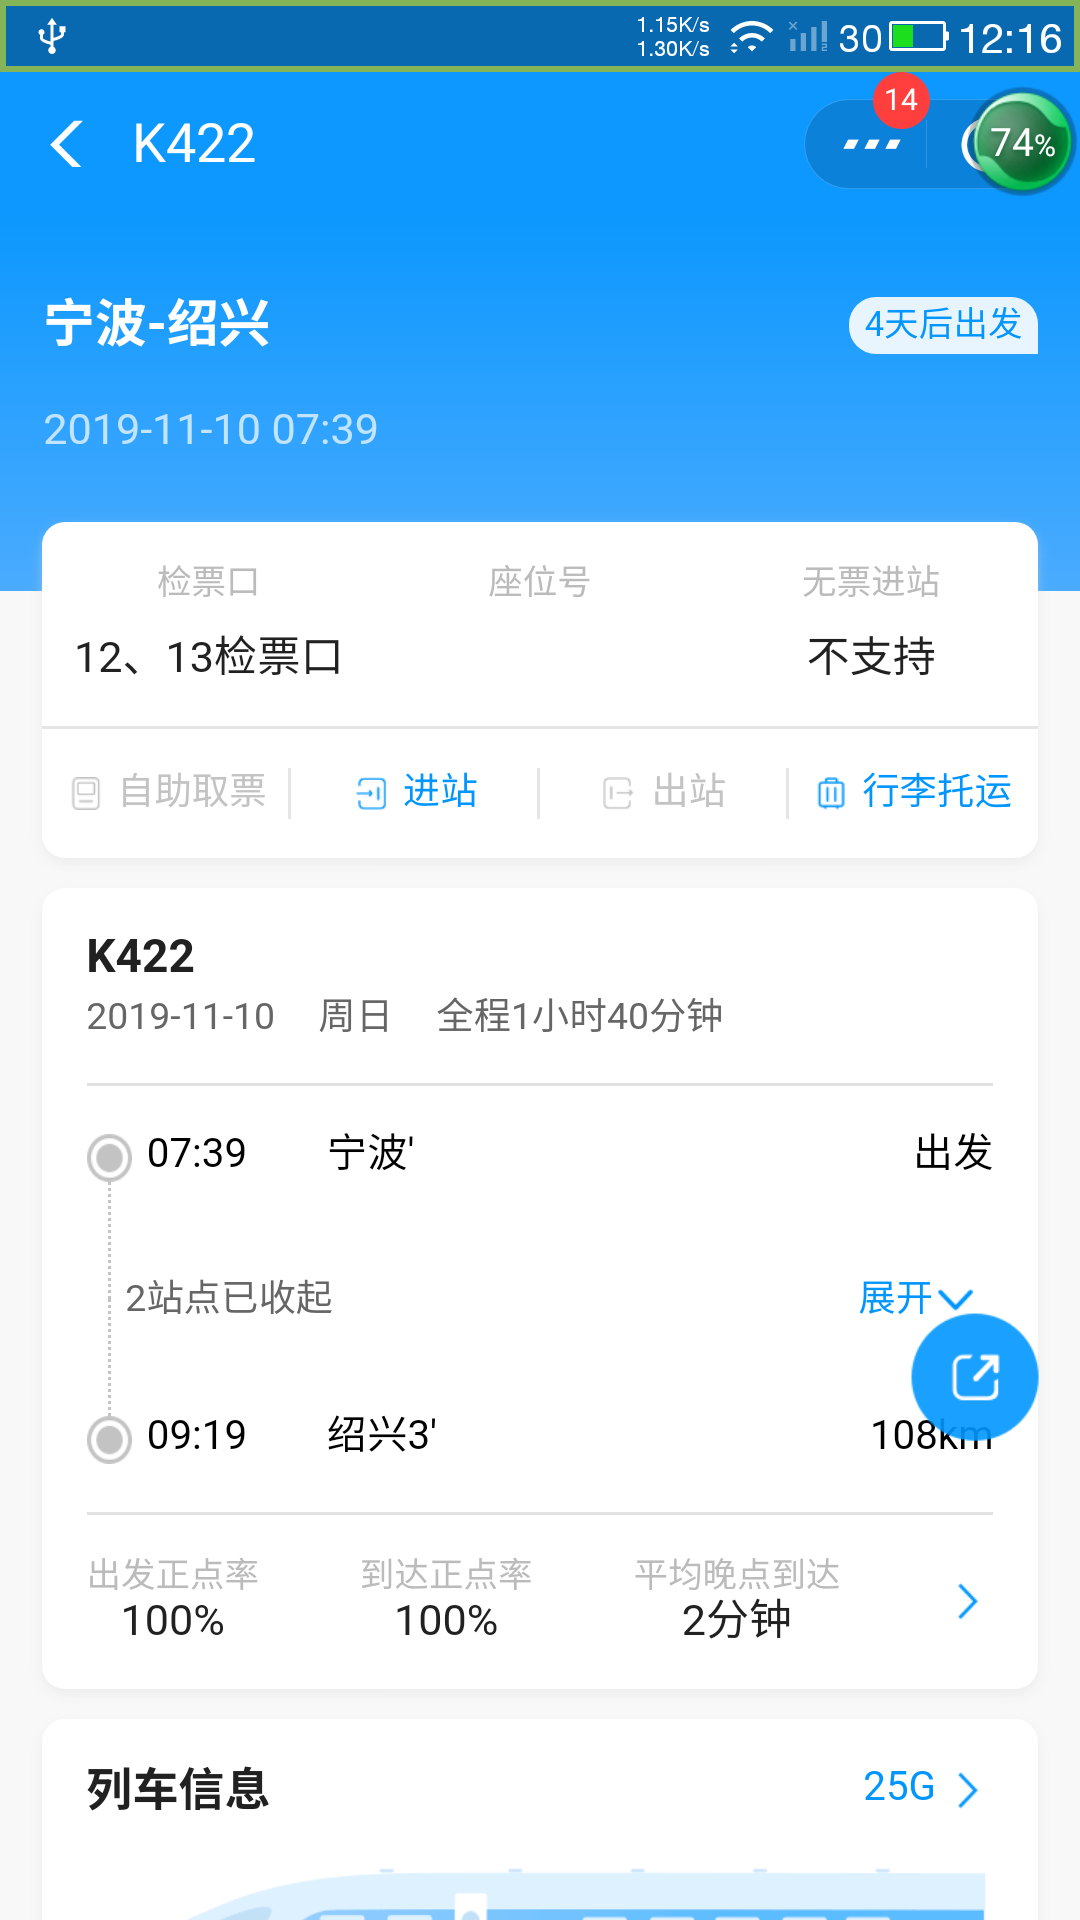 1.15K/s
1.30K/s
30
12:16
K422
14
74%
宁波-绍兴
4天后出发
2019-11-10 07:39
检票口 座位号 无票进站
12、13检票口 不支持
自助取票 进站 出站 行李托运
K422
2019-11-10 周日 全程1小时40分钟
07:39 宁波' 出发
2站点已收起 展开
09:19 绍兴3' 108km
出发正点率 到达正点率 平均晚点到达
100% 100% 2分钟
列车信息 25G